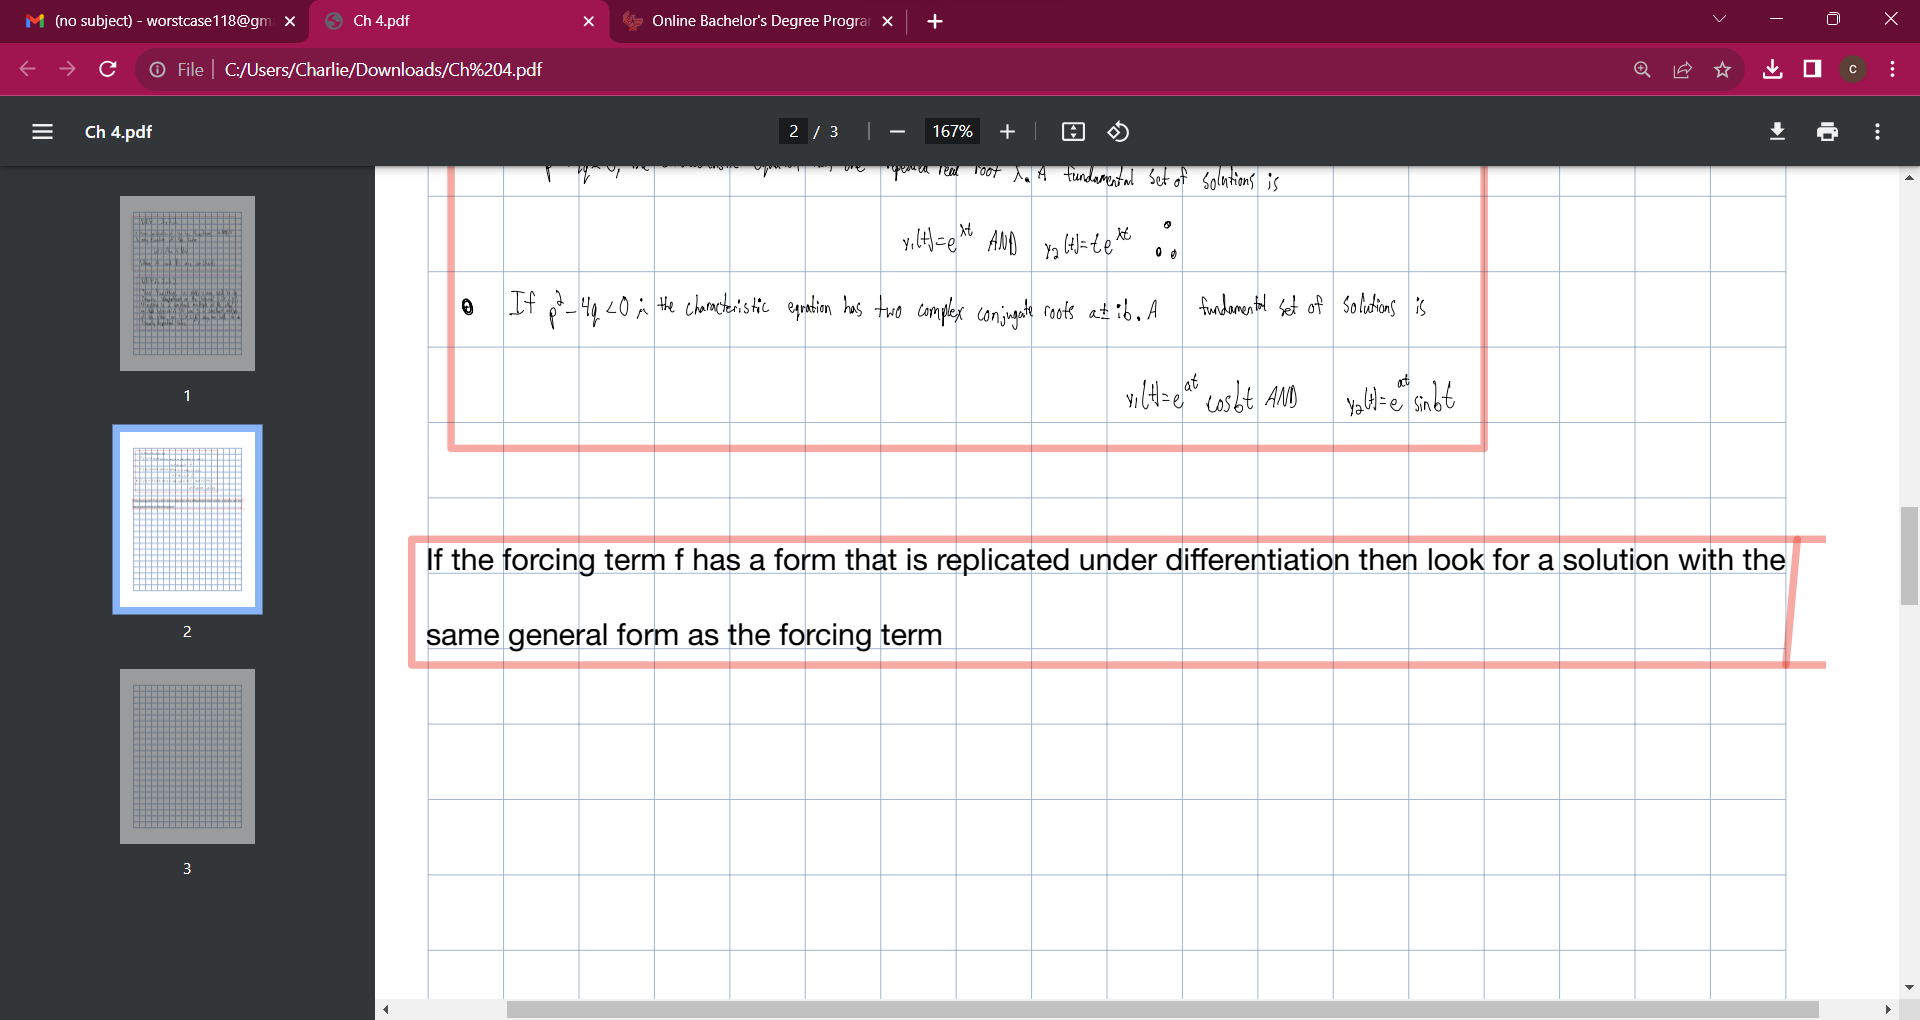 (no subject) - worstcase118@gm
Ch 4.pdf
Online Bachelor's Degree Progra
File
C:/Users/Charlie/Downloads/Ch%204.pdf
c
Ch 4.pdf
2 / 3
167%
root λ. A fundamental set of solutions is
y₁(t)=e^λt AND y₂(t)=te^λt ∴
If p²-4q<0 in the characteristic equation has two complex conjugate roots a±ib. A fundamental set of solutions is
y₁(t)=e^at cosbt AND y₂(t)=e^at sinbt
If the forcing term f has a form that is replicated under differentiation then look for a solution with the
same general form as the forcing term
1
2
3